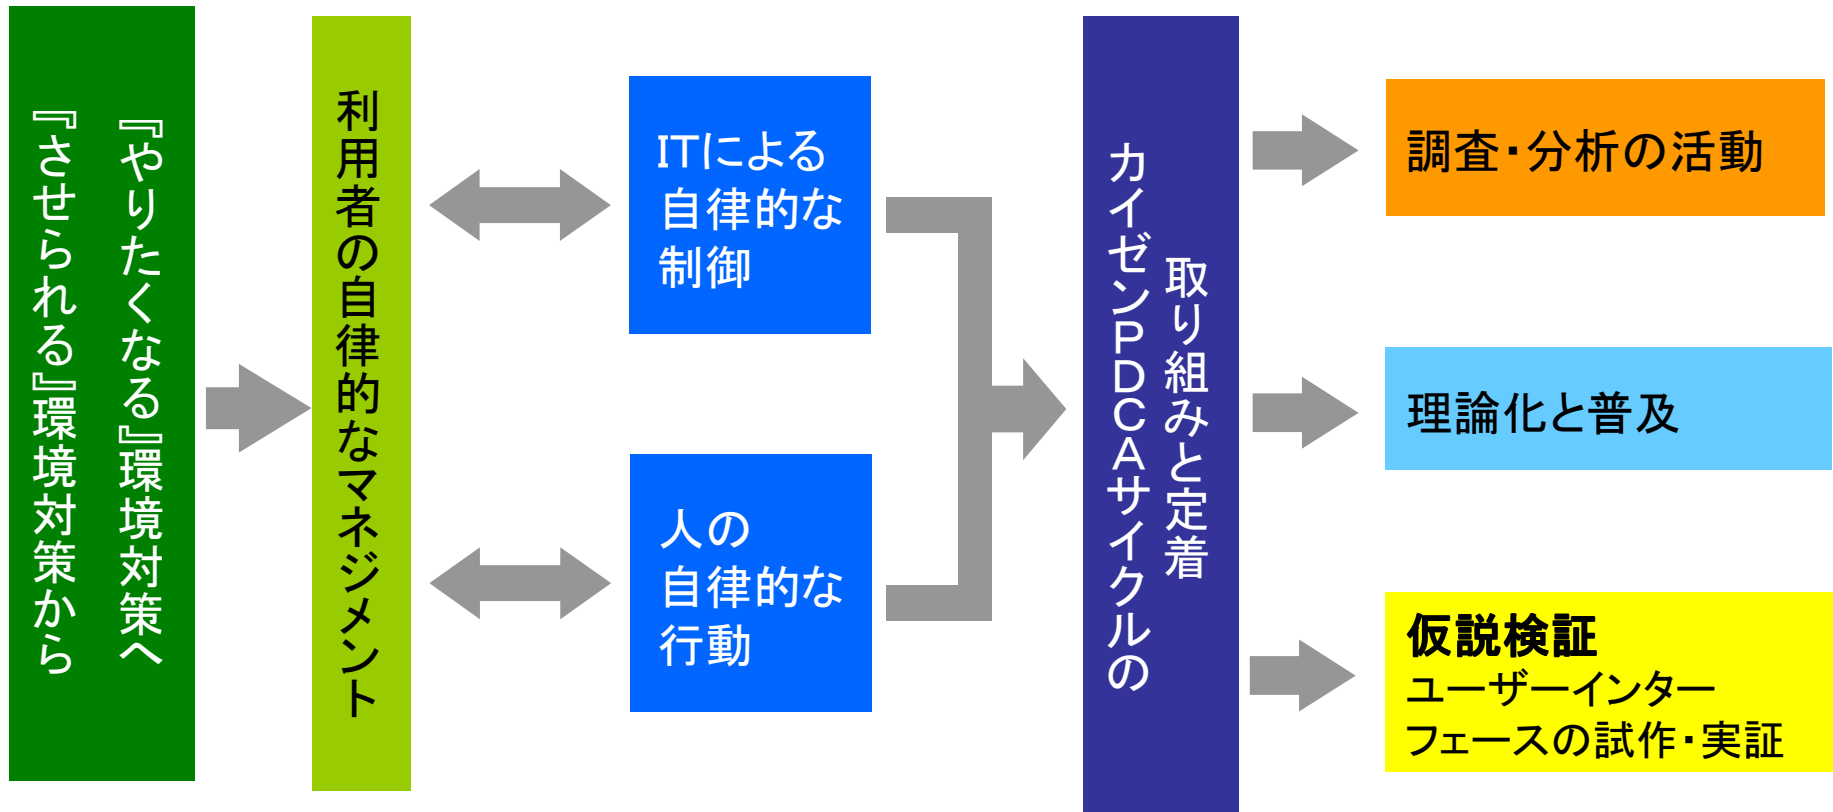 『させられる』環境対策から
『やりたくなる』環境対策へ
利用者の自律的なマネジメント
ITによる
自律的な
制御
人の
自律的な
行動
カイゼンＰＤＣＡサイクルの
取り組みと定着
調査・分析の活動
理論化と普及
仮説検証
ユーザーインター
フェースの試作・実証